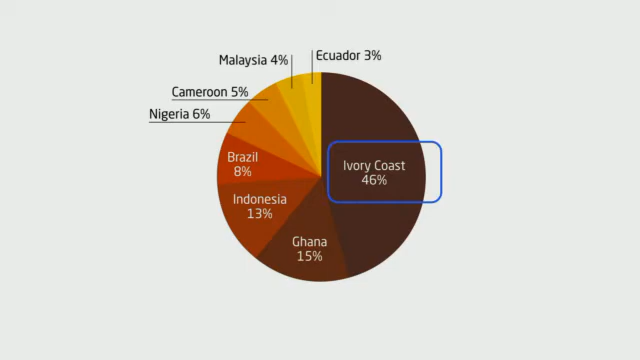 Ecuador 3%
Malaysia 4%
Cameroon 5%
Nigeria 6%
Brazil
8%
Ivory Coast
46%
Indonesia
13%
Ghana
15%